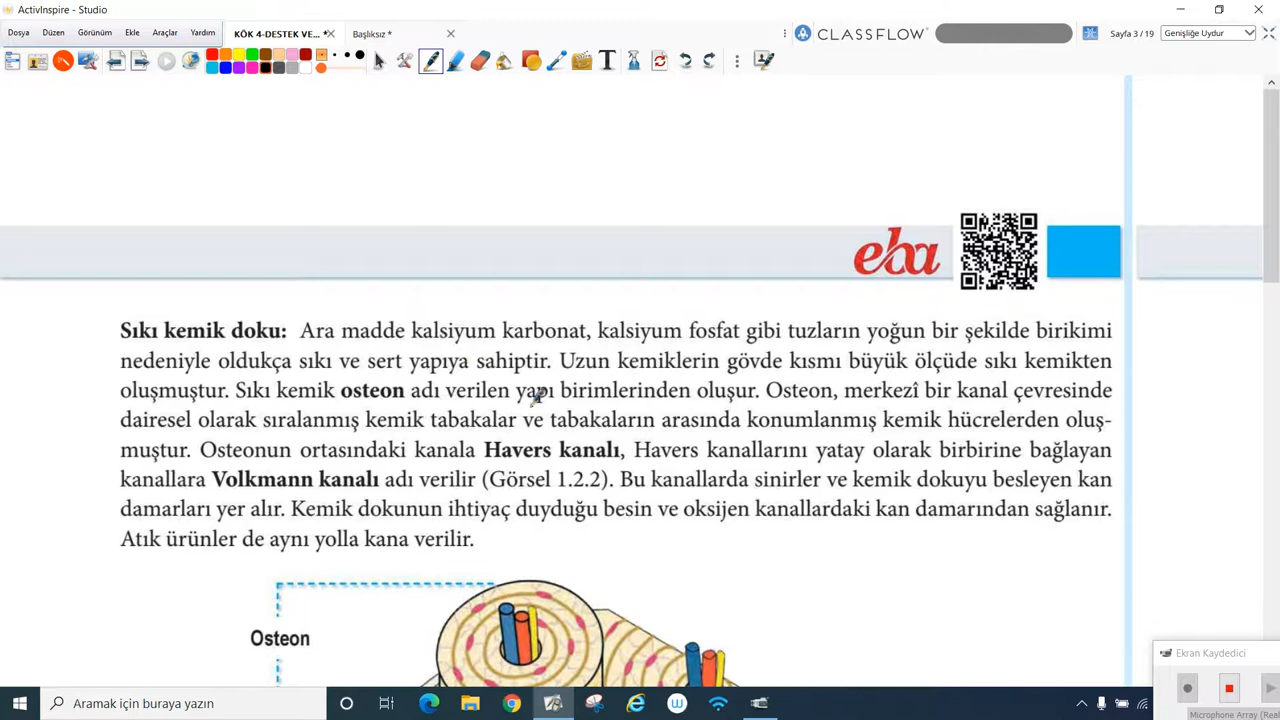 ActivInspire - Studio
Dosya Düzen Görünüm Ekle Araçlar Yardım
KÖK 4-DESTEK VE... *
Başlıksız *
CLASSFLOW
Sayfa 3 / 19
Genişliğe Uydur
eba
Sıkı kemik doku: Ara madde kalsiyum karbonat, kalsiyum fosfat gibi tuzların yoğun bir şekilde birikimi
nedeniyle oldukça sıkı ve sert yapıya sahiptir. Uzun kemiklerin gövde kısmı büyük ölçüde sıkı kemikten
oluşmuştur. Sıkı kemik osteon adı verilen yapı birimlerinden oluşur. Osteon, merkezî bir kanal çevresinde
dairesel olarak sıralanmış kemik tabakalar ve tabakaların arasında konumlanmış kemik hücrelerden oluş-
muştur. Osteonun ortasındaki kanala Havers kanalı, Havers kanallarını yatay olarak birbirine bağlayan
kanallara Volkmann kanalı adı verilir (Görsel 1.2.2). Bu kanallarda sinirler ve kemik dokuyu besleyen kan
damarları yer alır. Kemik dokunun ihtiyaç duyduğu besin ve oksijen kanallardaki kan damarından sağlanır.
Atık ürünler de aynı yolla kana verilir.
Osteon
Ekran Kaydedici
Microphone Array (Real
Aramak için buraya yazın